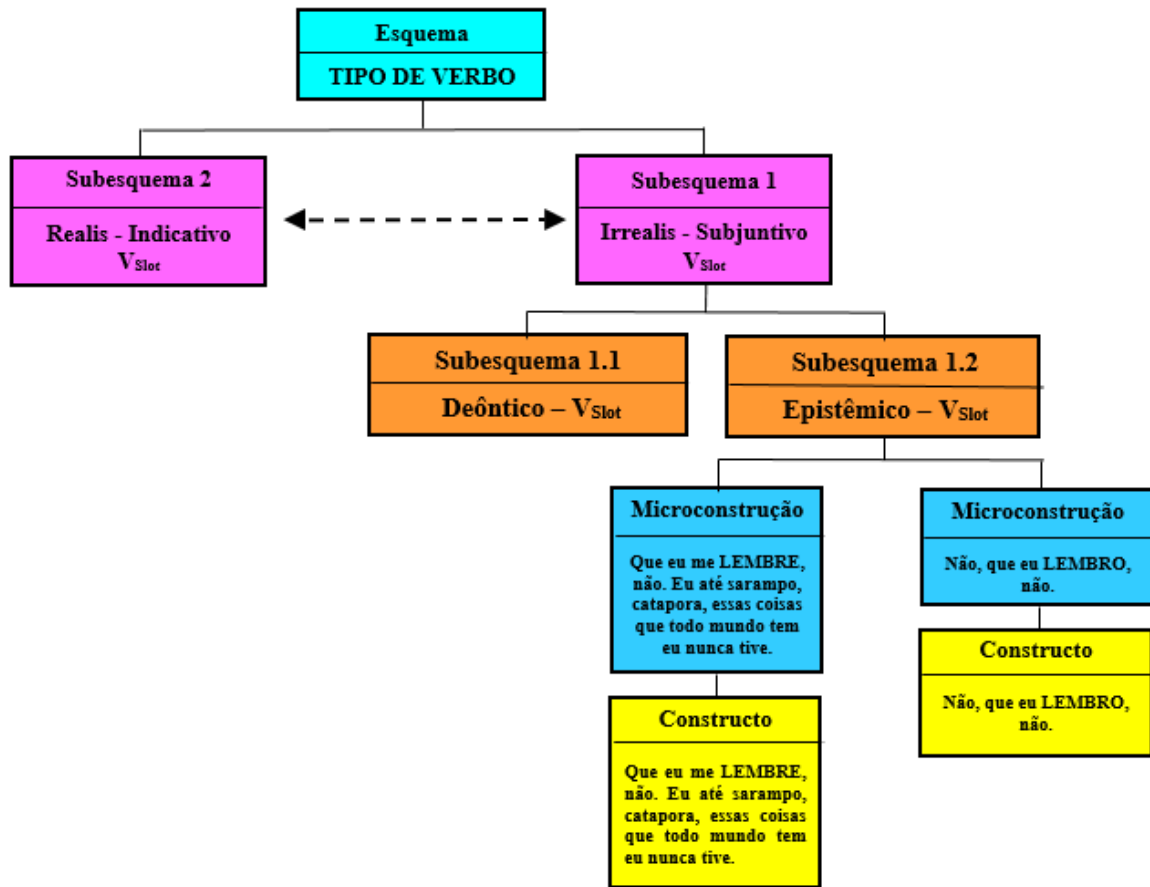 Esquema
TIPO DE VERBO
Subesquema 2
Realis - Indicativo
VSlot
Subesquema 1
Irrealis - Subjuntivo
VSlot
Subesquema 1.1
Deôntico – VSlot
Subesquema 1.2
Epistêmico – VSlot
Microconstrução
Que eu me LEMBRE,
não. Eu até sarampo,
catapora, essas coisas
que todo mundo tem
eu nunca tive.
Microconstrução
Não, que eu LEMBRO,
não.
Constructo
Que eu me LEMBRE,
não. Eu até sarampo,
catapora, essas coisas
que todo mundo tem
eu nunca tive.
Constructo
Não, que eu LEMBRO,
não.